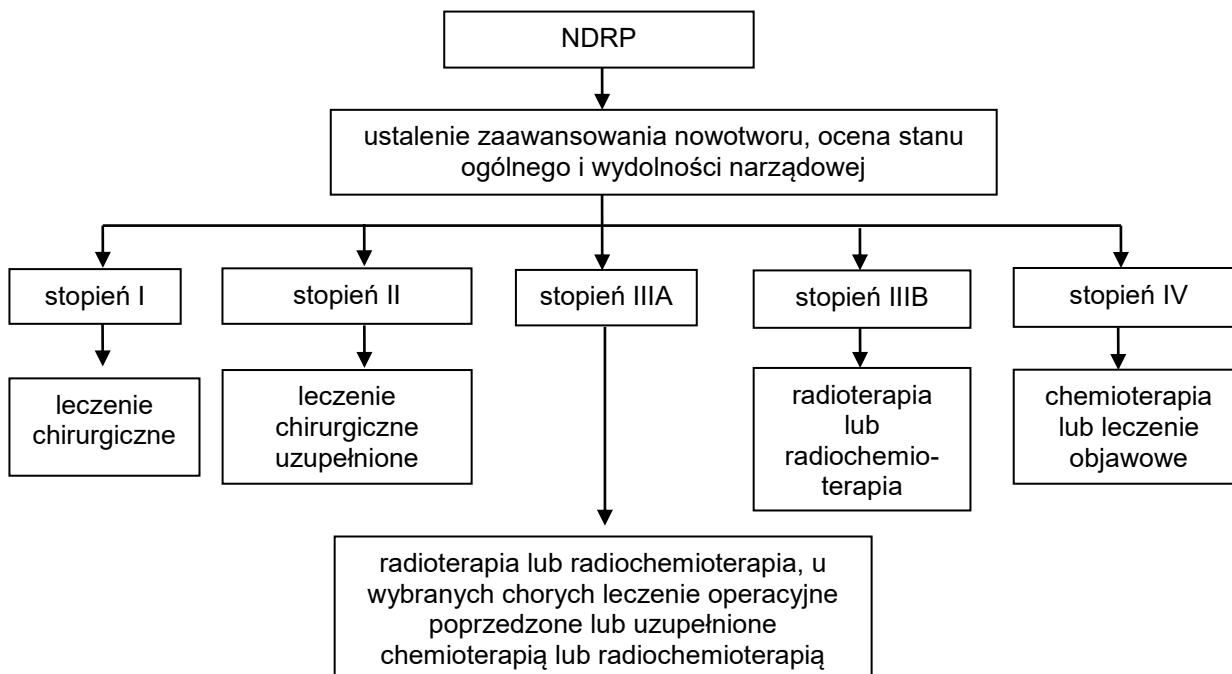 NDRP
ustalenie zaawansowania nowotworu, ocena stanu
ogólnego i wydolności narządowej
stopień I
stopień II
stopień IIIA
stopień IIIB
stopień IV
leczenie
chirurgiczne
leczenie
chirurgiczne
uzupełnione
radioterapia
lub
radiochemio-
terapia
chemioterapia
lub leczenie
objawowe
radioterapia lub radiochemioterapia, u
wybranych chorych leczenie operacyjne
poprzedzone lub uzupełnione
chemioterapią lub radiochemioterapią